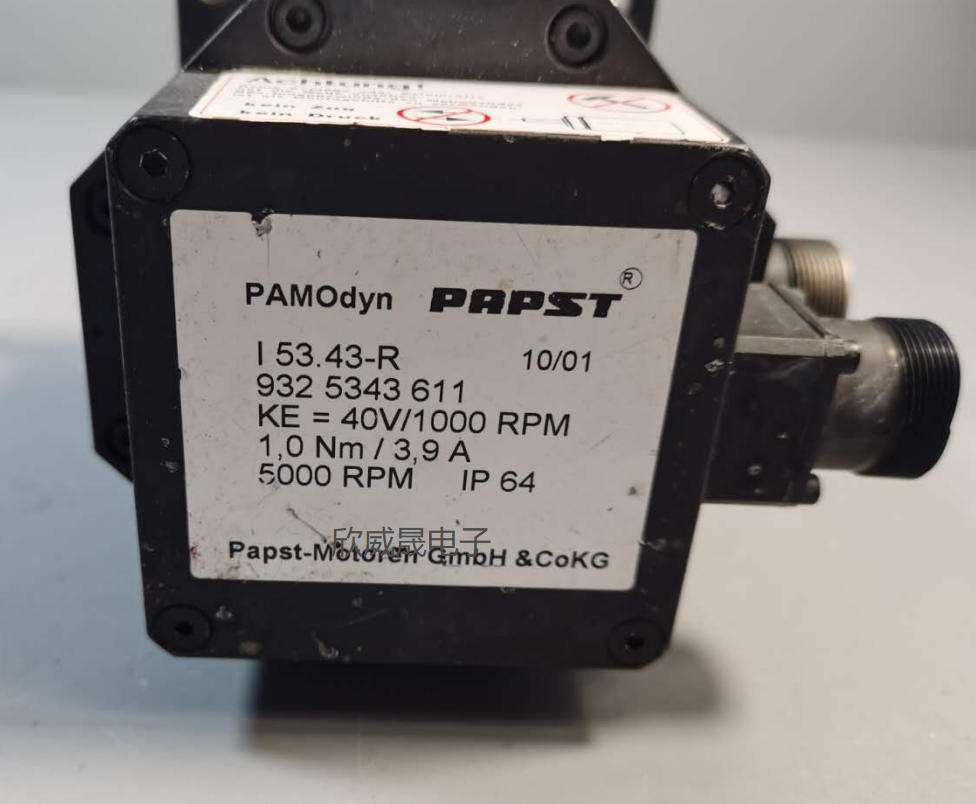 Achtung!
kein Zug
kein Druck
PAMOdyn PAPST ®
I 53.43-R 10/01
932 5343 611
KE = 40V/1000 RPM
1,0 Nm / 3,9 A
5000 RPM IP 64
欣威晟电子
Papst-Motoren GmbH &CoKG